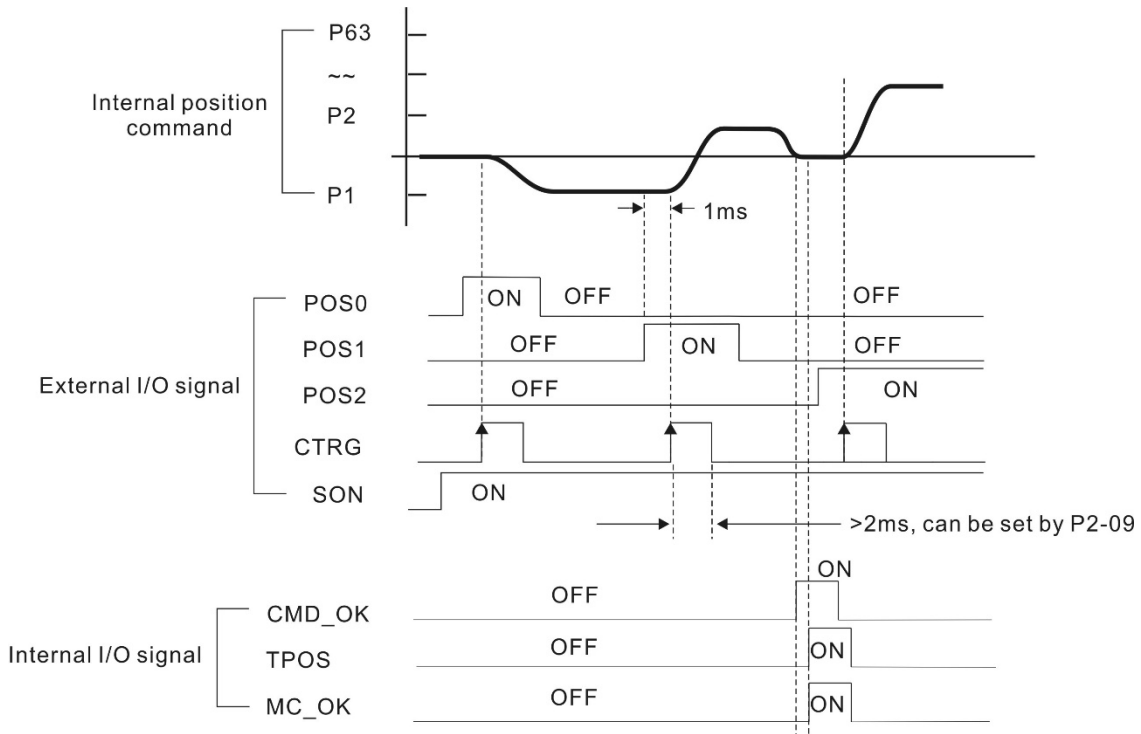 P63
~~
Internal position
command
P2
P1
1ms
POS0 ON OFF OFF
POS1 OFF ON OFF
External I/O signal
POS2 OFF ON
CTRG
SON ON
>2ms, can be set by P2-09
ON
CMD_OK OFF
Internal I/O signal
TPOS OFF ON
MC_OK OFF ON